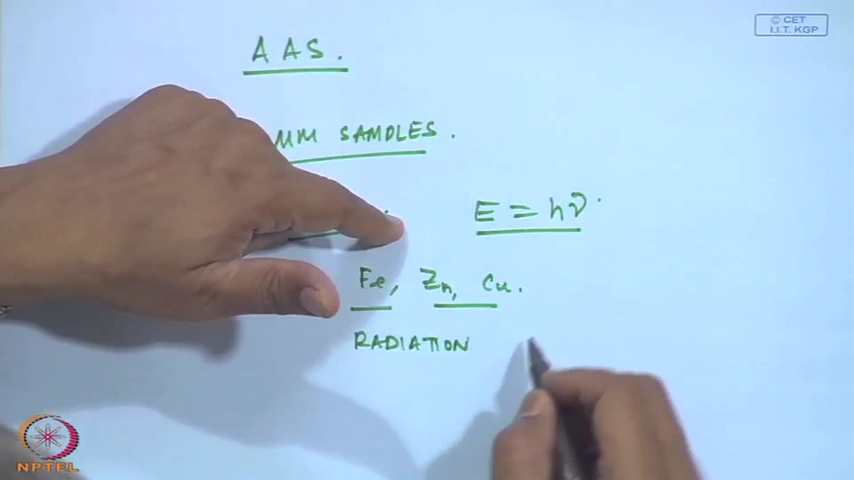 © CET
I.I.T. KGP
AAS.
MM SAMPLES.
E = hν
Fe, Zn, Cu.
RADIATION
NPTEL